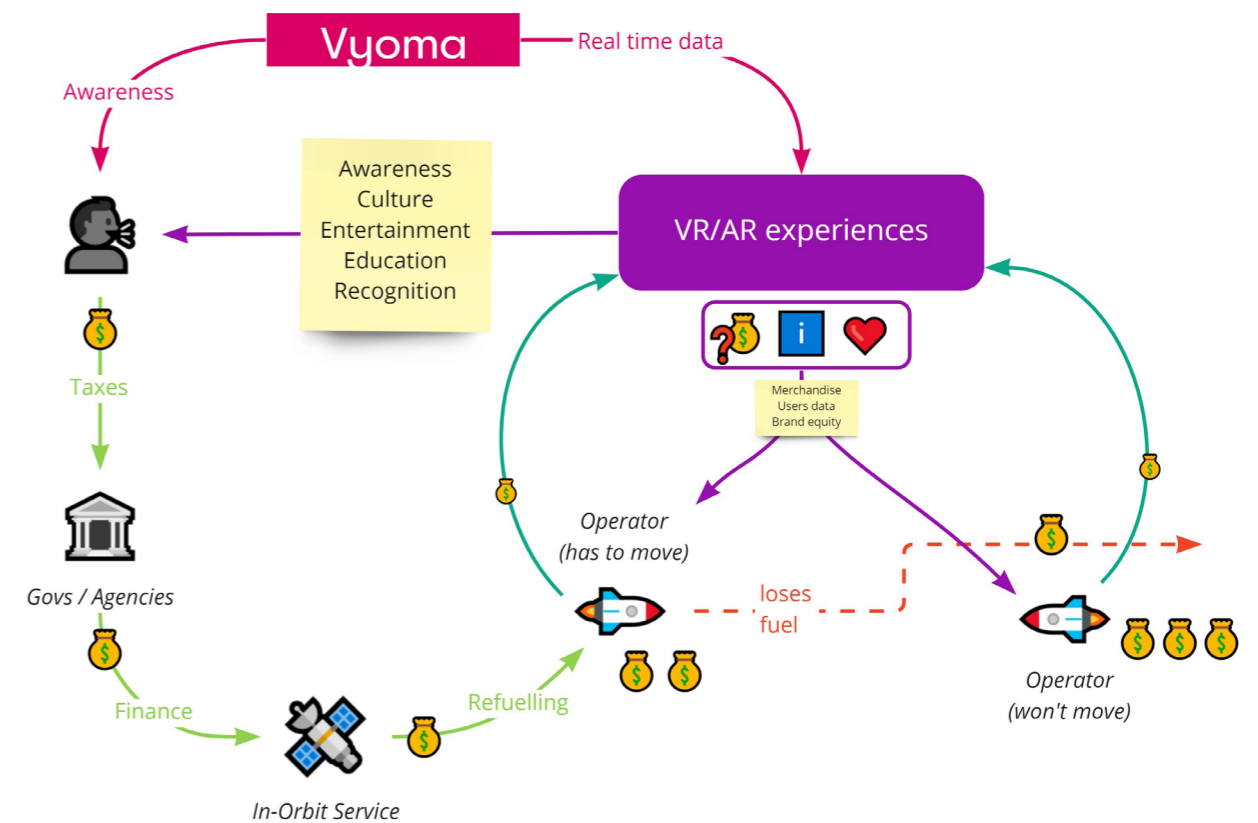 Vyoma
Real time data
Awareness
Awareness
Culture
Entertainment
Education
Recognition
VR/AR experiences
i
Merchandise
Users data
Brand equity
Taxes
Operator
(has to move)
loses
fuel
Govs / Agencies
Finance
Refuelling
Operator
(won't move)
In-Orbit Service